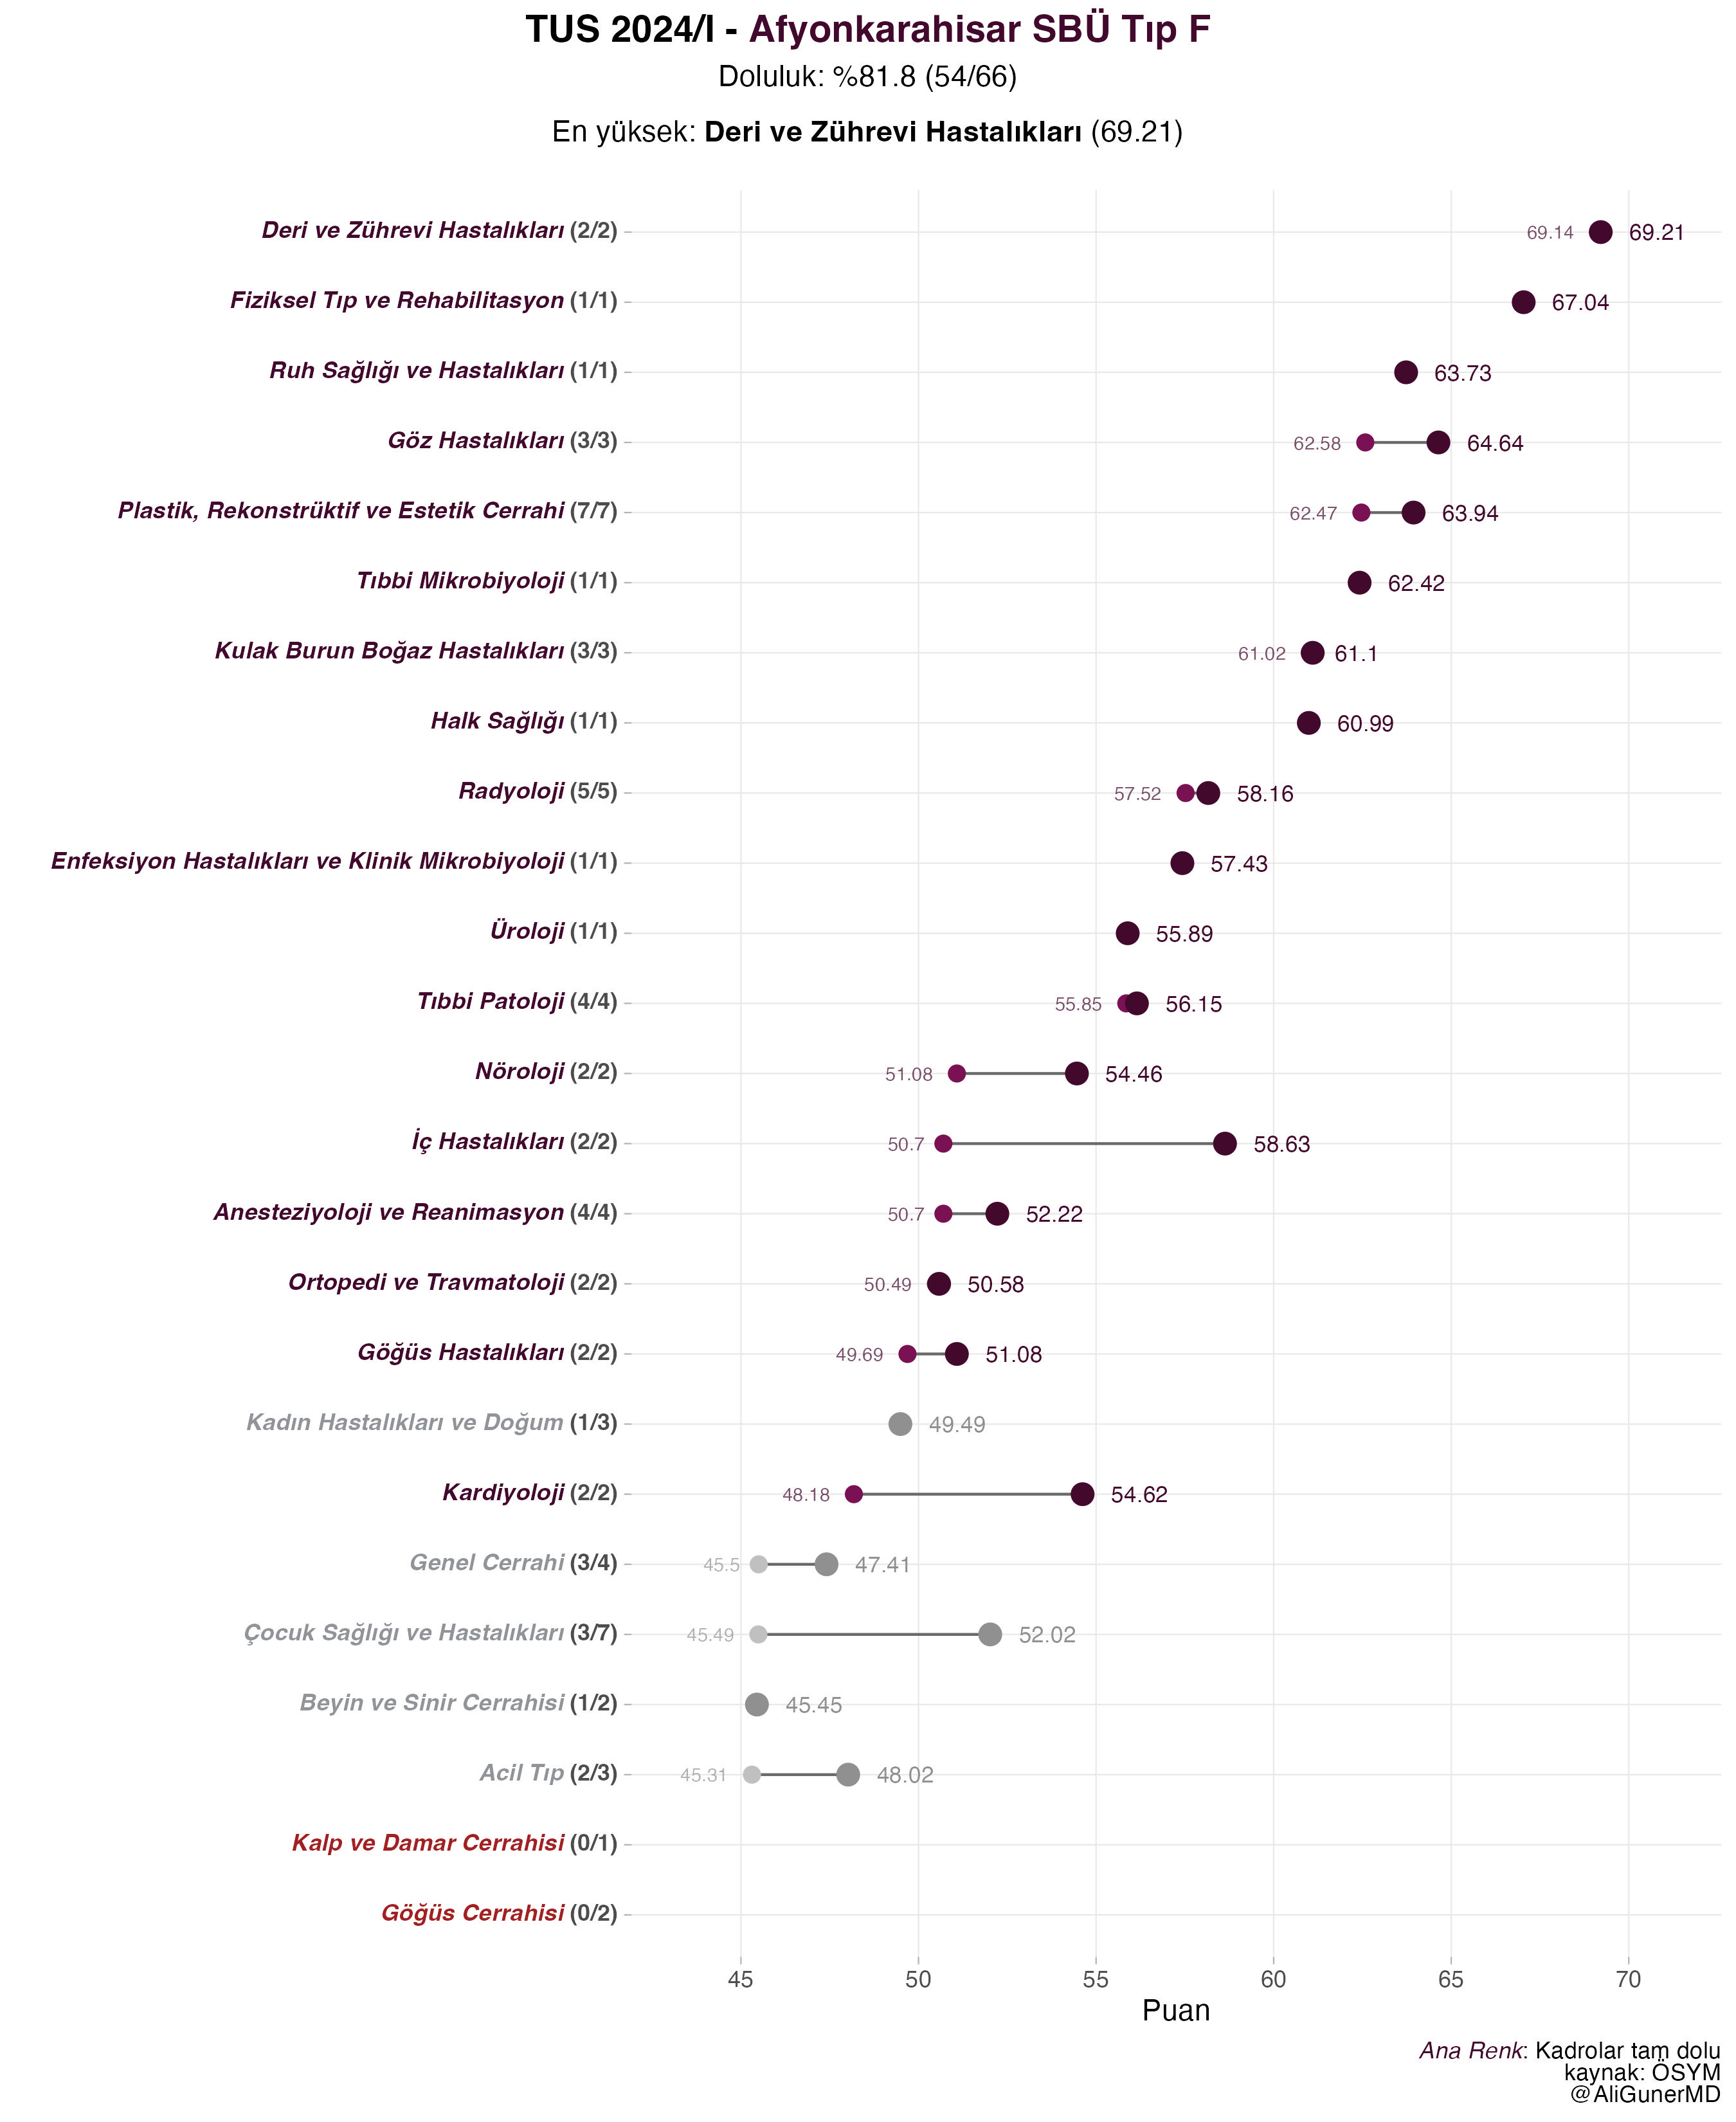 TUS 2024/I - Afyonkarahisar SBÜ Tıp F
Doluluk: %81.8 (54/66)
En yüksek: Deri ve Zührevi Hastalıkları (69.21)
Deri ve Zührevi Hastalıkları (2/2) 69.14 69.21
Fiziksel Tıp ve Rehabilitasyon (1/1) 67.04
Ruh Sağlığı ve Hastalıkları (1/1) 63.73
Göz Hastalıkları (3/3) 62.58 64.64
Plastik, Rekonstrüktif ve Estetik Cerrahi (7/7) 62.47 63.94
Tıbbi Mikrobiyoloji (1/1) 62.42
Kulak Burun Boğaz Hastalıkları (3/3) 61.02 61.1
Halk Sağlığı (1/1) 60.99
Radyoloji (5/5) 57.52 58.16
Enfeksiyon Hastalıkları ve Klinik Mikrobiyoloji (1/1) 57.43
Üroloji (1/1) 55.89
Tıbbi Patoloji (4/4) 55.85 56.15
Nöroloji (2/2) 51.08 54.46
İç Hastalıkları (2/2) 50.7 58.63
Anesteziyoloji ve Reanimasyon (4/4) 50.7 52.22
Ortopedi ve Travmatoloji (2/2) 50.49 50.58
Göğüs Hastalıkları (2/2) 49.69 51.08
Kadın Hastalıkları ve Doğum (1/3) 49.49
Kardiyoloji (2/2) 48.18 54.62
Genel Cerrahi (3/4) 45.5 47.41
Çocuk Sağlığı ve Hastalıkları (3/7) 45.49 52.02
Beyin ve Sinir Cerrahisi (1/2) 45.45
Acil Tıp (2/3) 45.31 48.02
Kalp ve Damar Cerrahisi (0/1)
Göğüs Cerrahisi (0/2)
45 50 55 60 65 70
Puan
Ana Renk: Kadrolar tam dolu
kaynak: ÖSYM
@AliGunerMD